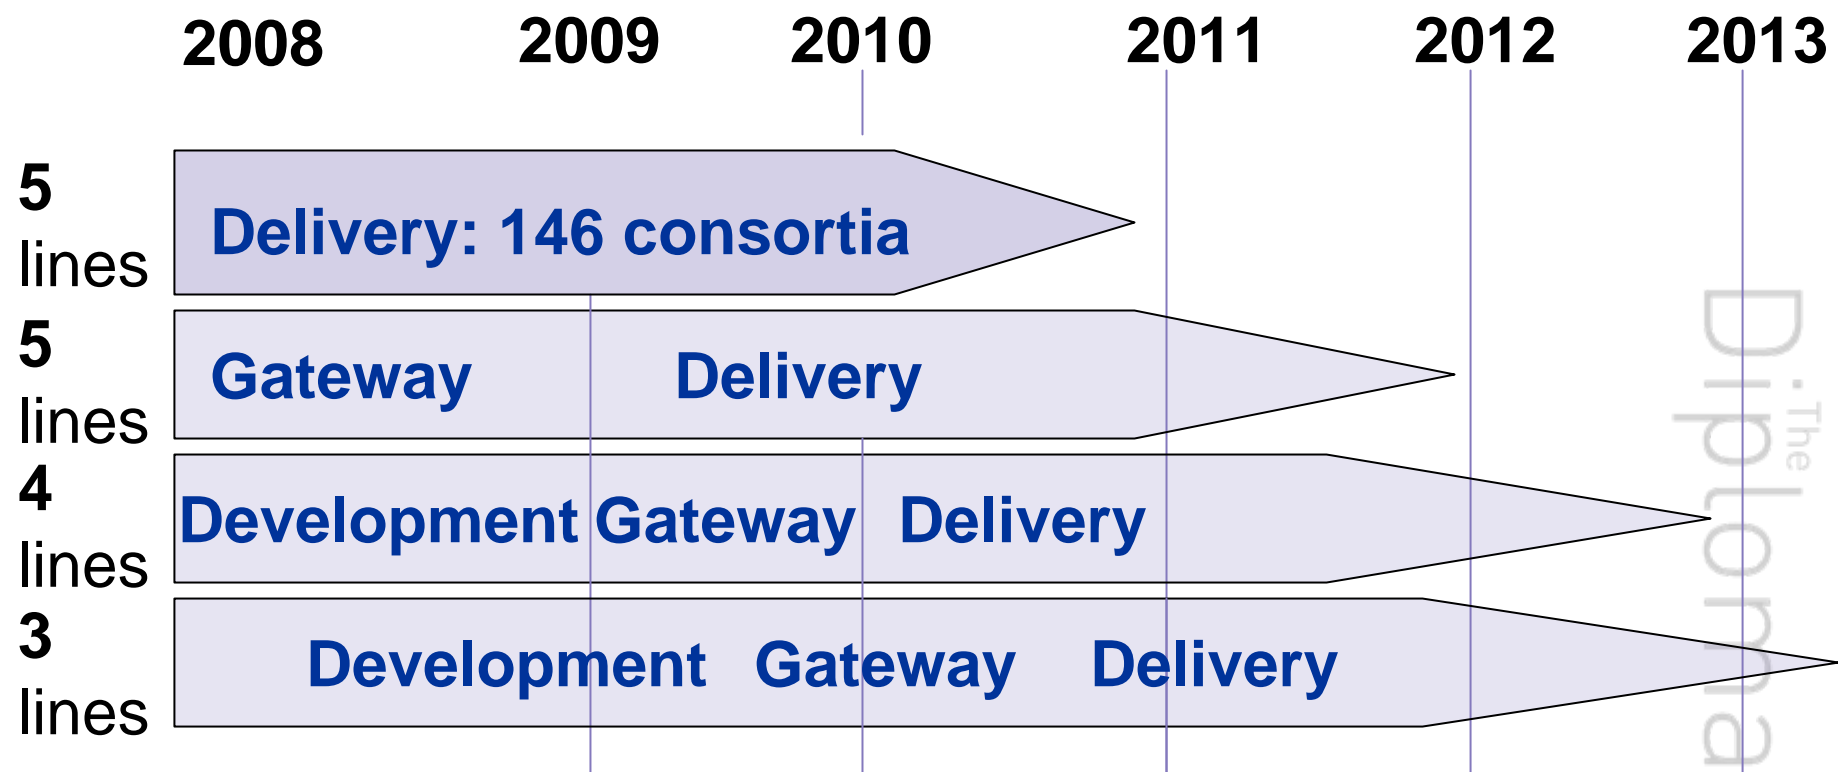 2008 2009 2010 2011 2012 2013
5
lines
Delivery: 146 consortia
5
lines
Gateway Delivery
4
lines
Development Gateway Delivery
3
lines
Development Gateway Delivery
The
Diploma